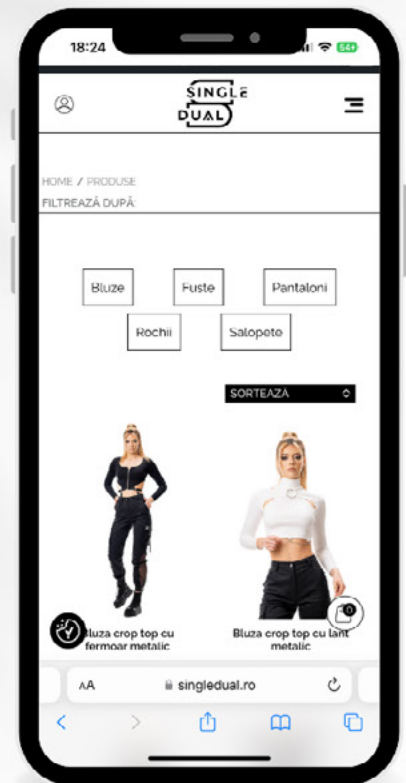 18:24
64+
SINGLE
DUAL
HOME / PRODUSE
FILTREAZĂ DUPĂ:
Bluze
Fuste
Pantaloni
Rochii
Salopete
SORTEAZĂ
0
Bluza crop top cu
fermoar metalic
Bluza crop top cu lant
metalic
AA
singledual.ro